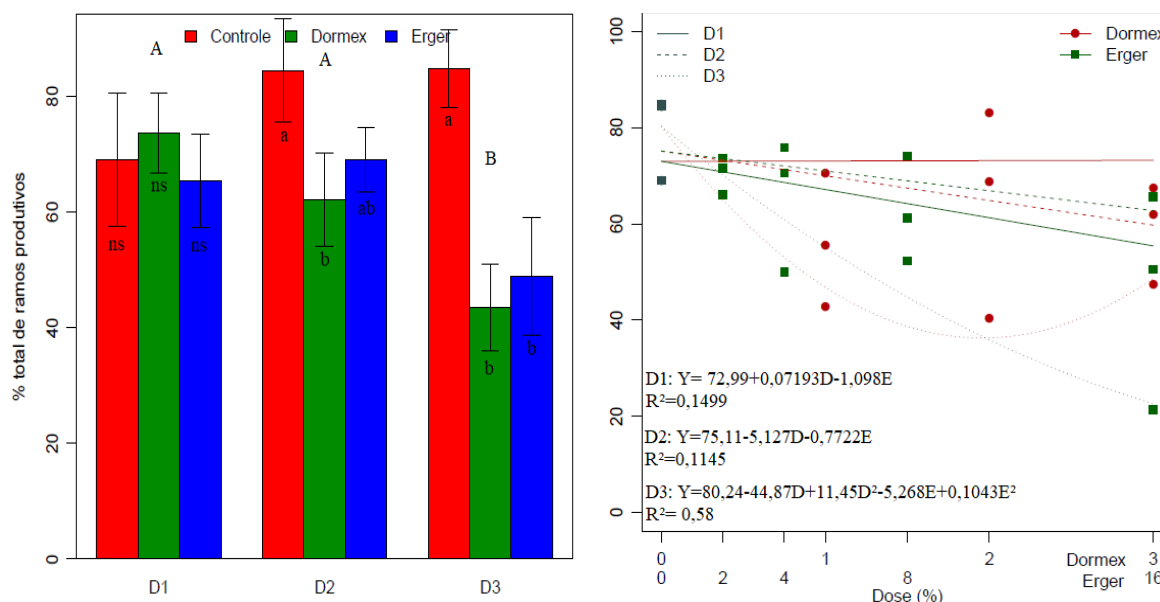 % total de ramos produtivos
0
20
40
60
80
Controle Dormex Erger
A
A
B
ns
ns
ns
a
b
ab
a
b
b
D1 D2 D3
100
80
60
40
20
0
D1
D2
D3
Dormex
Erger
D1: Y= 72,99+0,07193D-1,098E
R²=0,1499
D2: Y=75,11-5,127D-0,7722E
R²=0,1145
D3: Y=80,24-44,87D+11,45D²-5,268E+0,1043E²
R²= 0,58
0 1 2 Dormex 3
0 2 4 8 Erger 16
Dose (%)